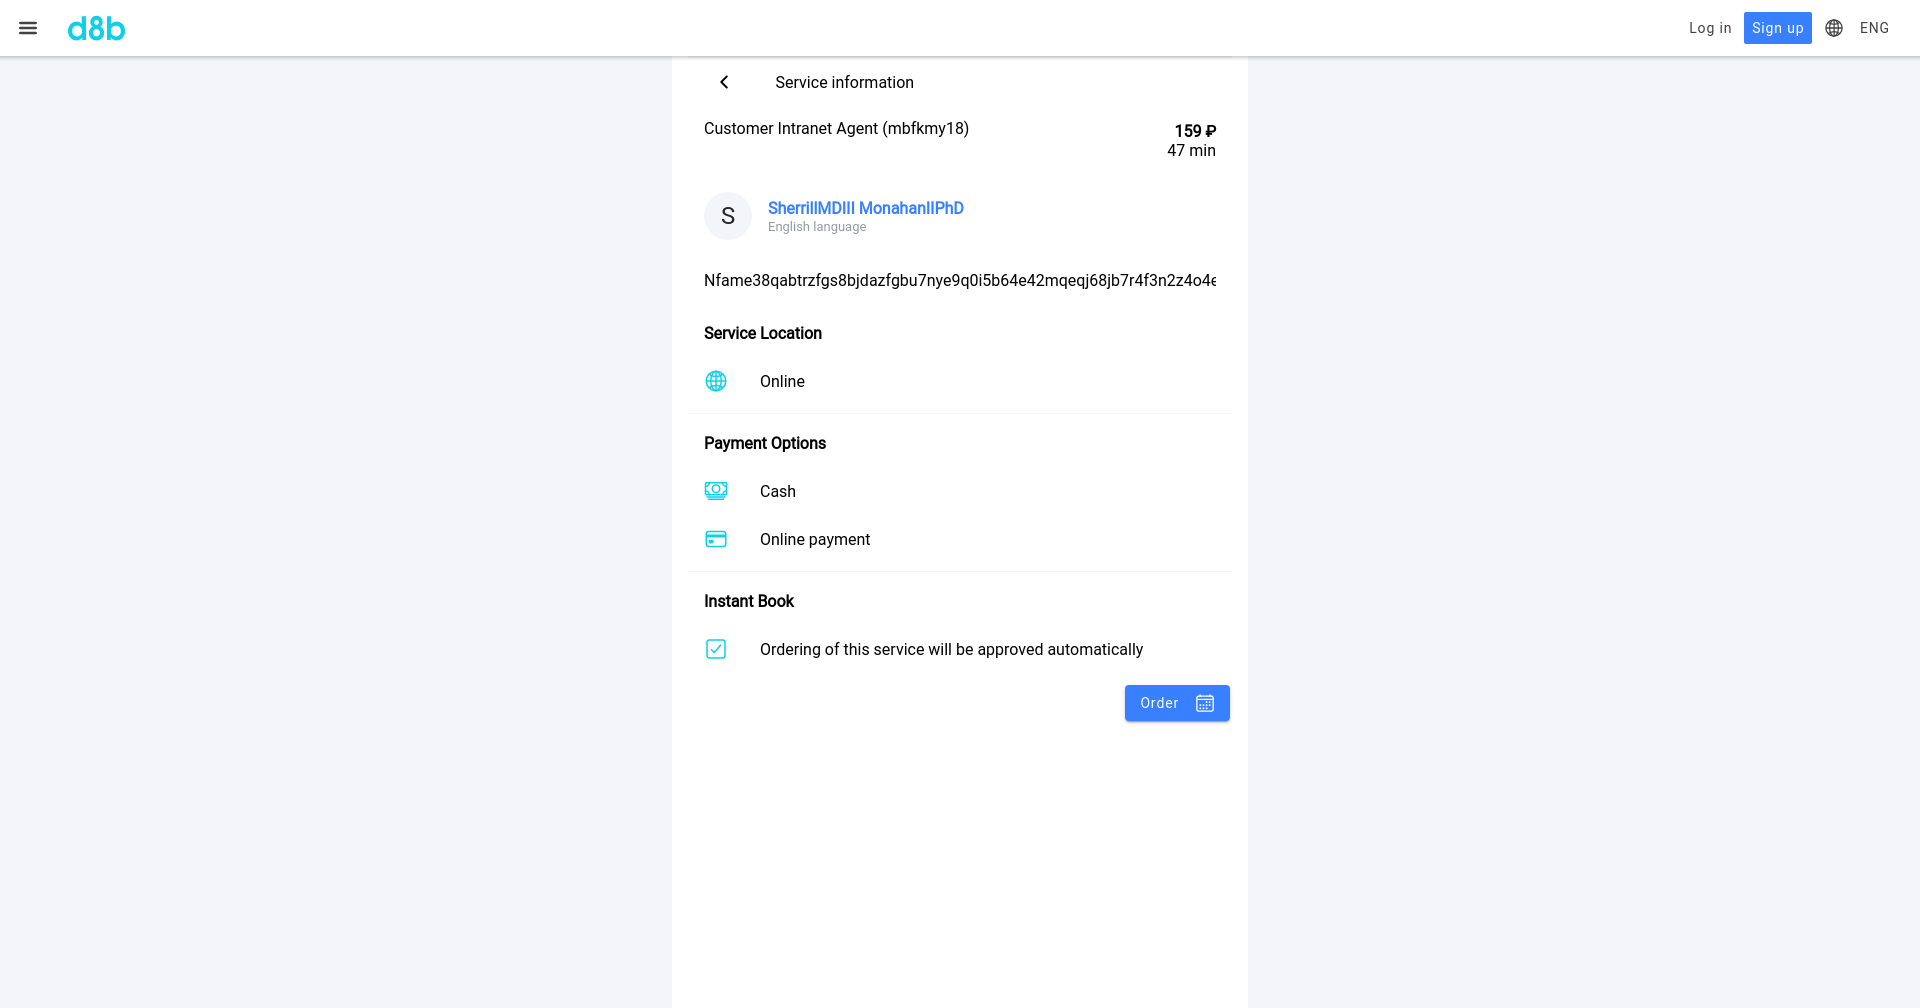 d8b
Log in
Sign up
ENG
Service information
Customer Intranet Agent (mbfkmy18)
159 ₽
47 min
S
SherrillMDIII MonahanIIPhD
English language
Nfame38qabtrzfgs8bjdazfgbu7nye9q0i5b64e42mqeqj68jb7r4f3n2z4o4e
Service Location
Online
Payment Options
Cash
Online payment
Instant Book
Ordering of this service will be approved automatically
Order